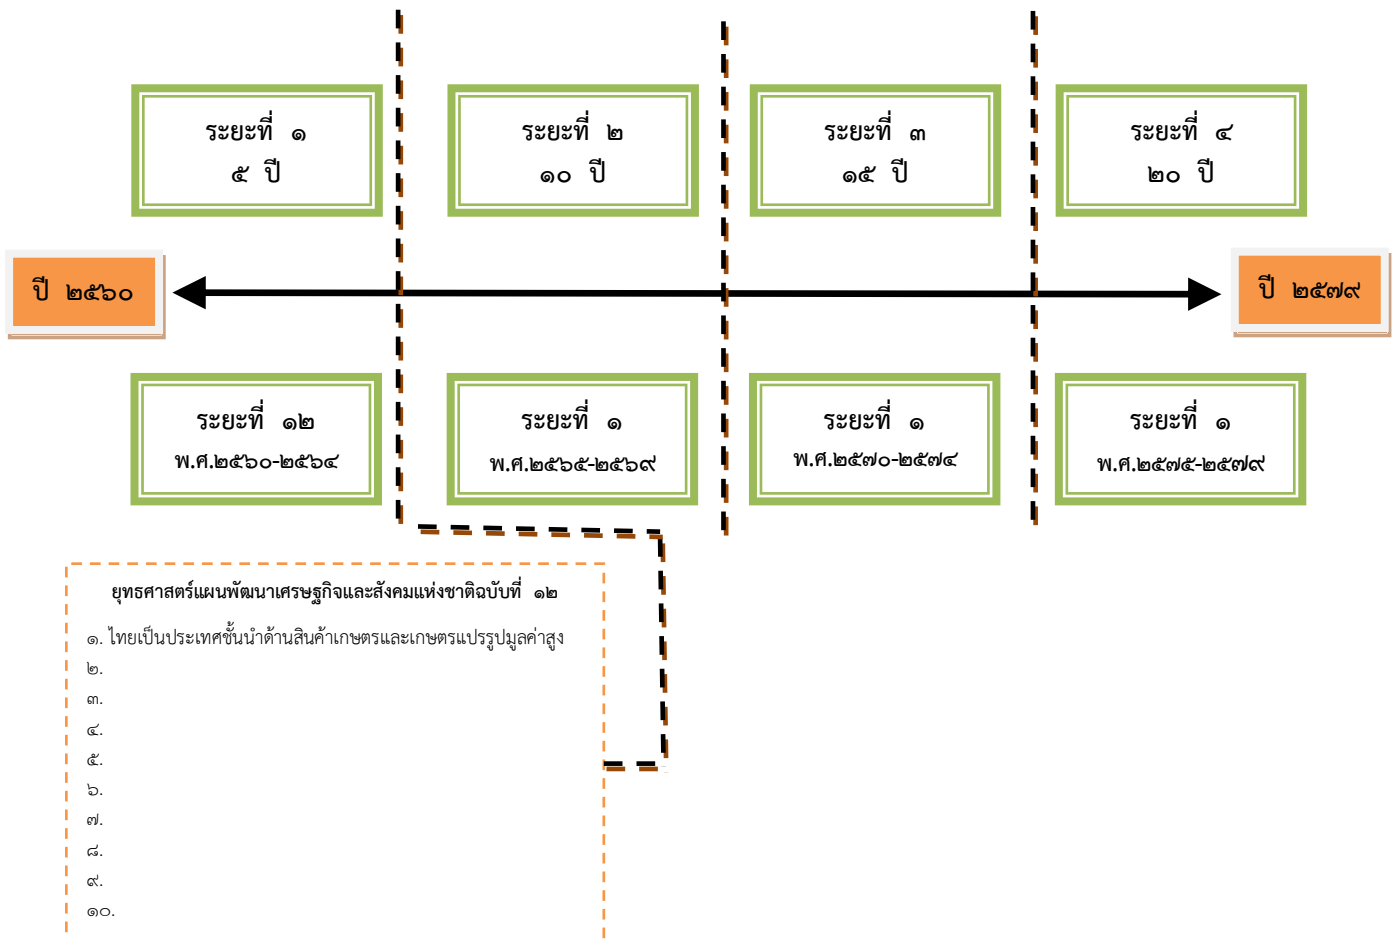 ระยะที่ ๑
๕ ปี
ระยะที่ ๒
๑๐ ปี
ระยะที่ ๓
๑๕ ปี
ระยะที่ ๔
๒๐ ปี
ปี ๒๕๖๐
ปี ๒๕๗๙
ระยะที่ ๑๒
พ.ศ.๒๕๖๐-๒๕๖๔
ระยะที่ ๑
พ.ศ.๒๕๖๕-๒๕๖๙
ระยะที่ ๑
พ.ศ.๒๕๗๐-๒๕๗๔
ระยะที่ ๑
พ.ศ.๒๕๗๕-๒๕๗๙
ยุทธศาสตร์แผนพัฒนาเศรษฐกิจและสังคมแห่งชาติฉบับที่ ๑๒
๑. ไทยเป็นประเทศชั้นนำด้านสินค้าเกษตรและเกษตรแปรรูปมูลค่าสูง
๒.
๓.
๔.
๕.
๖.
๗.
๘.
๙.
๑๐.